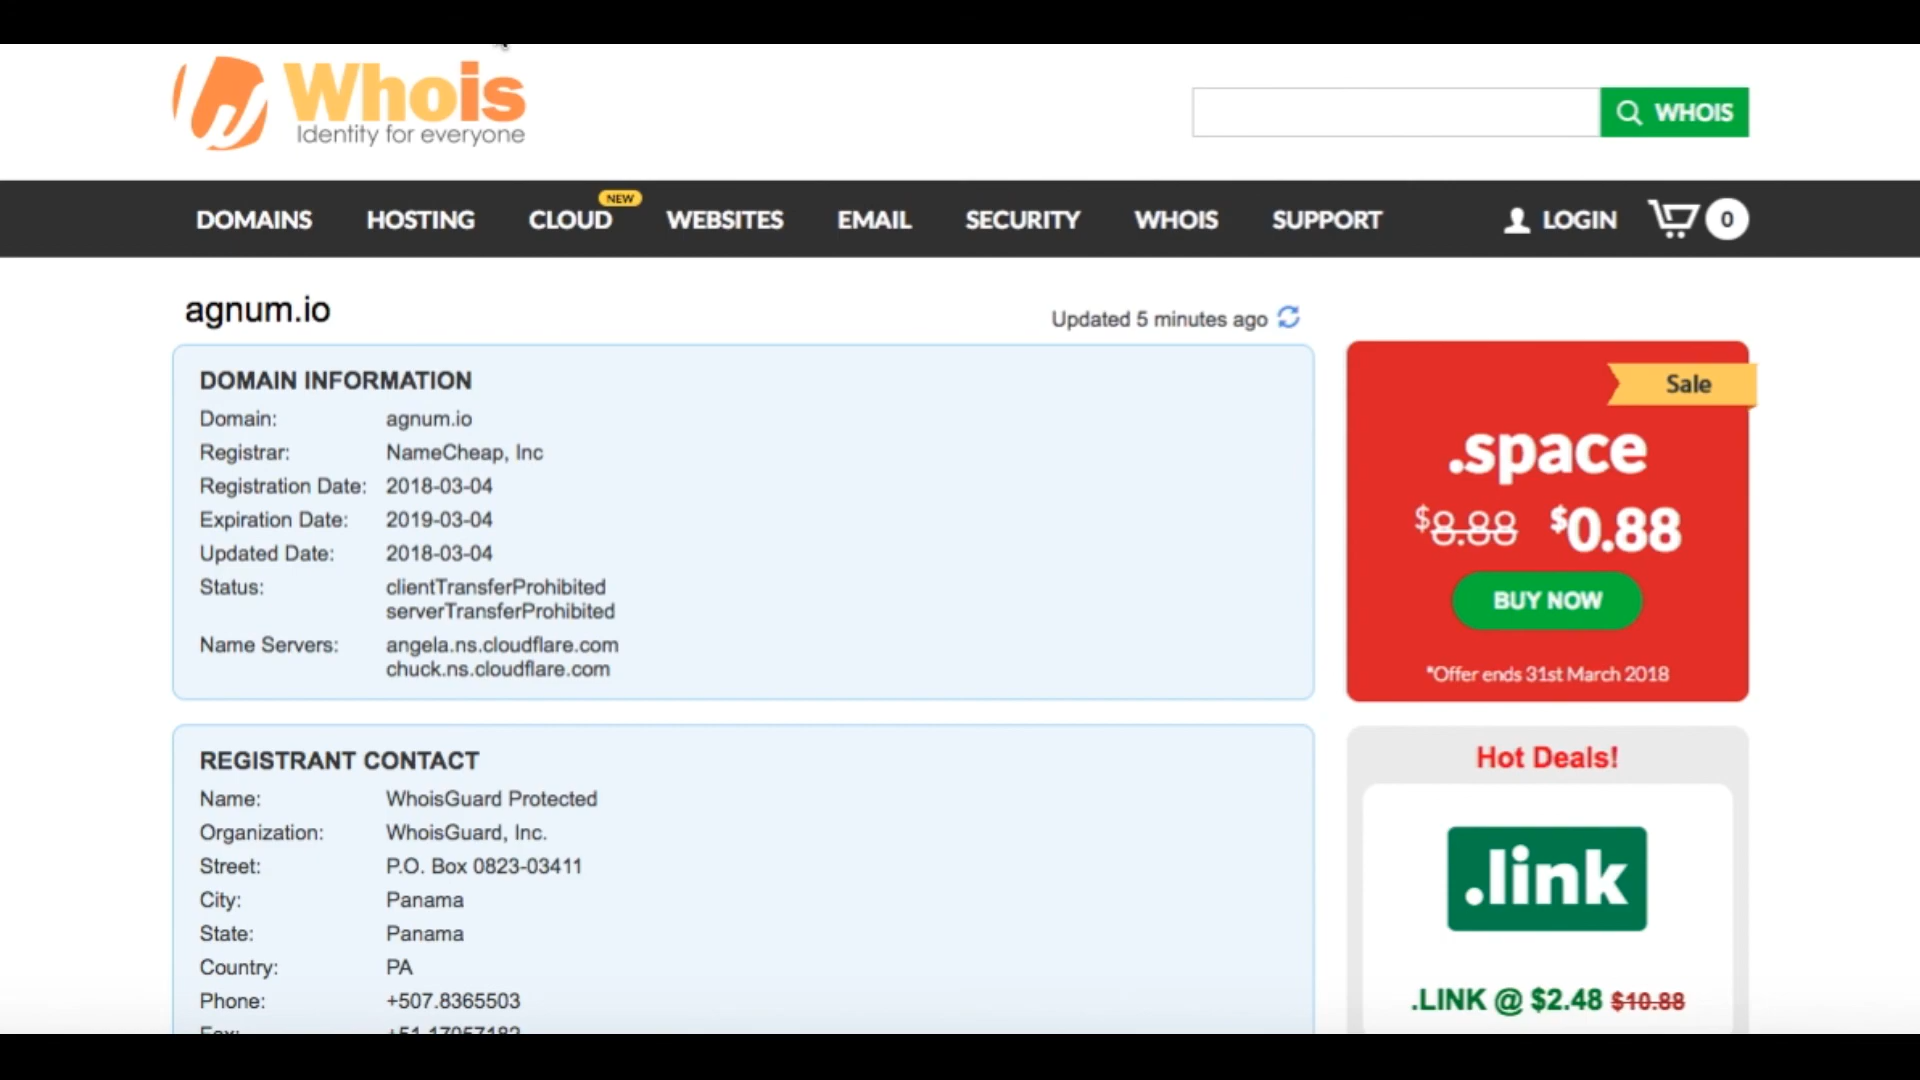 Whois
Identity for everyone
WHOIS
DOMAINS HOSTING CLOUD NEW WEBSITES EMAIL SECURITY WHOIS SUPPORT LOGIN 0
agnum.io
Updated 5 minutes ago
DOMAIN INFORMATION
Domain: agnum.io
Registrar: NameCheap, Inc
Registration Date: 2018-03-04
Expiration Date: 2019-03-04
Updated Date: 2018-03-04
Status: clientTransferProhibited
serverTransferProhibited
Name Servers: angela.ns.cloudflare.com
chuck.ns.cloudflare.com
REGISTRANT CONTACT
Name: WhoisGuard Protected
Organization: WhoisGuard, Inc.
Street: P.O. Box 0823-03411
City: Panama
State: Panama
Country: PA
Phone: +507.8365503
Fax: +51.17057182
Sale
.space
$8.88 $0.88
BUY NOW
*Offer ends 31st March 2018
Hot Deals!
.link
.LINK @ $2.48 $10.88